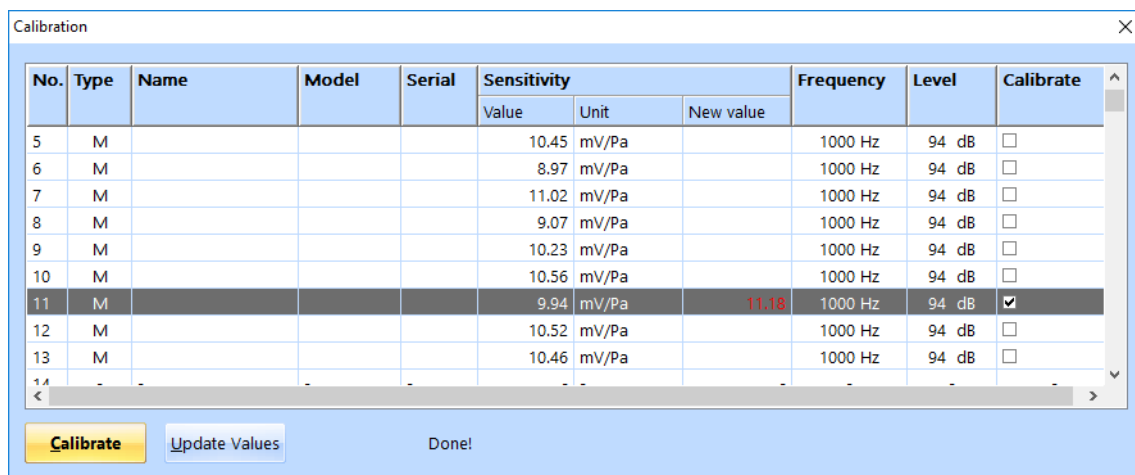 Calibration
No. Type Name Model Serial Sensitivity Frequency Level Calibrate
Value Unit New value
5 M 10.45 mV/Pa 1000 Hz 94 dB
6 M 8.97 mV/Pa 1000 Hz 94 dB
7 M 11.02 mV/Pa 1000 Hz 94 dB
8 M 9.07 mV/Pa 1000 Hz 94 dB
9 M 10.23 mV/Pa 1000 Hz 94 dB
10 M 10.56 mV/Pa 1000 Hz 94 dB
11 M 9.94 mV/Pa 11.18 1000 Hz 94 dB
12 M 10.52 mV/Pa 1000 Hz 94 dB
13 M 10.46 mV/Pa 1000 Hz 94 dB
14 - - - - - - - - -
Calibrate Update Values Done!